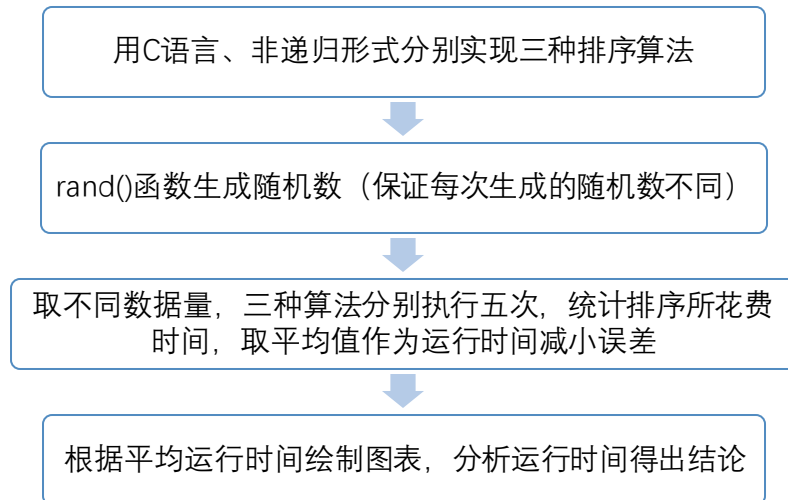 用C语言、非递归形式分别实现三种排序算法
rand()函数生成随机数（保证每次生成的随机数不同）
取不同数据量，三种算法分别执行五次，统计排序所花费
时间，取平均值作为运行时间减小误差
根据平均运行时间绘制图表，分析运行时间得出结论